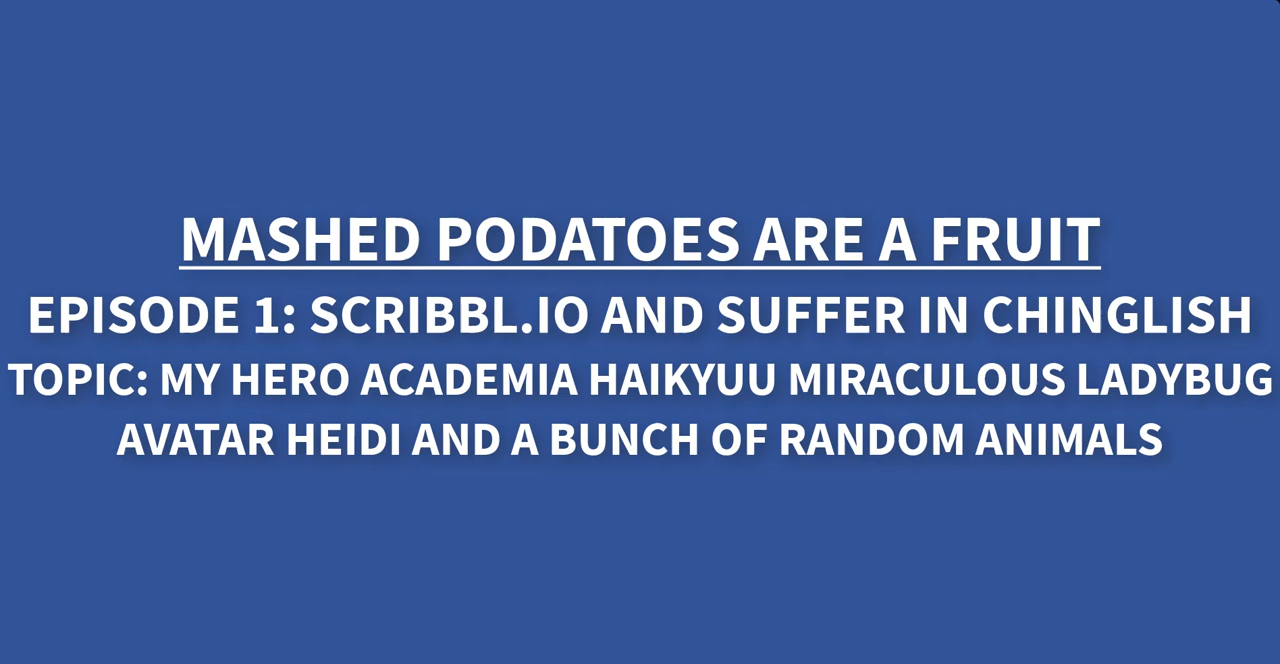 MASHED PODATOES ARE A FRUIT
EPISODE 1: SCRIBBL.IO AND SUFFER IN CHINGLISH
TOPIC: MY HERO ACADEMIA HAIKYUU MIRACULOUS LADYBUG
AVATAR HEIDI AND A BUNCH OF RANDOM ANIMALS